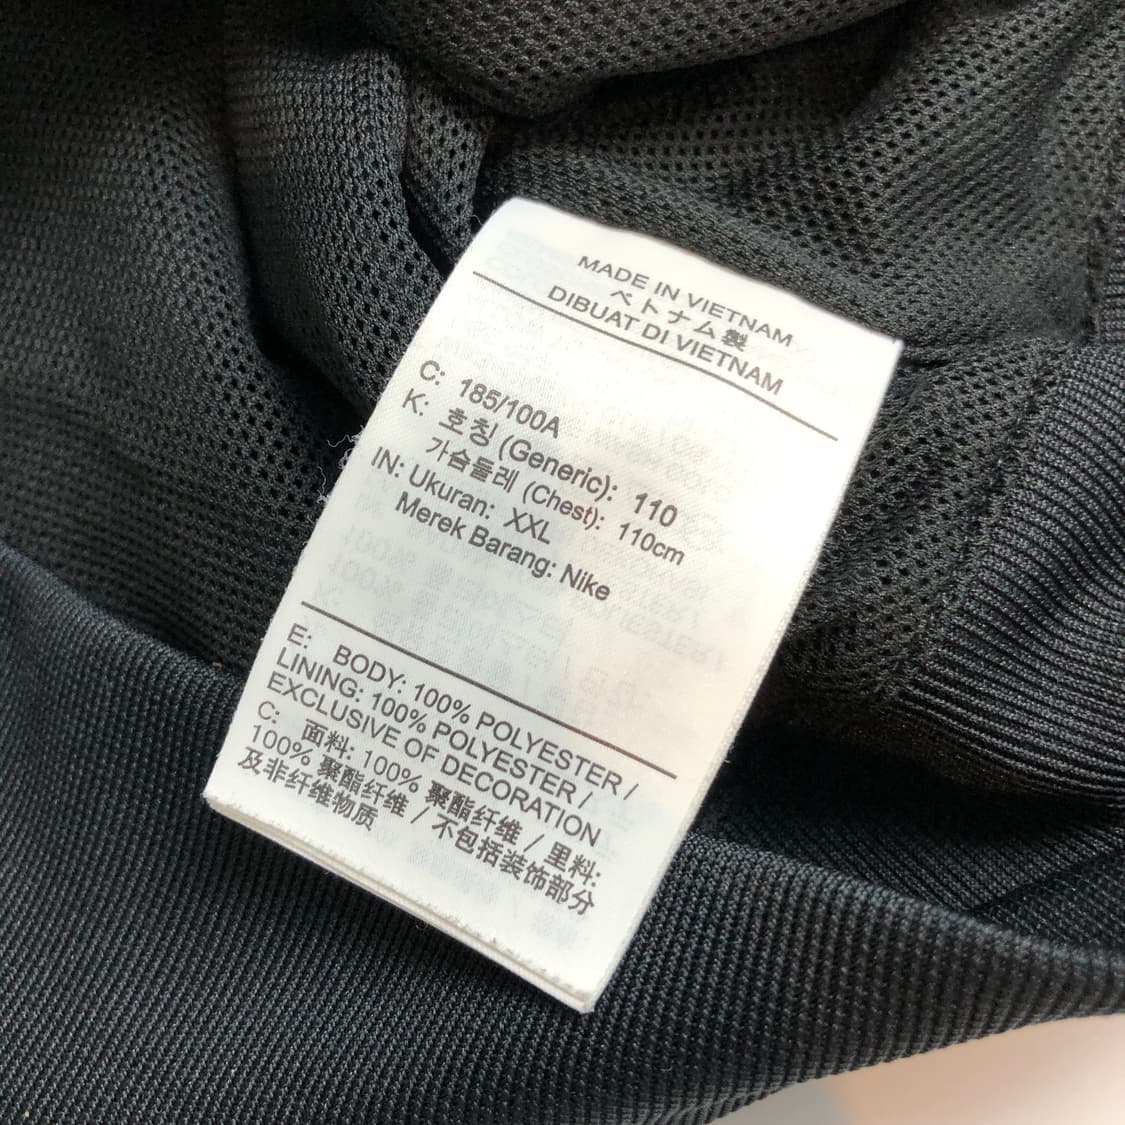 MADE IN VIETNAM
ベトナム製
DIBUAT DI VIETNAM
C: 185/100A
K: 호칭 (Generic): 110
가슴둘레 (Chest): 110cm
IN: Ukuran: XXL
Merek Barang: Nike
E: BODY: 100% POLYESTER /
LINING: 100% POLYESTER /
EXCLUSIVE OF DECORATION
C: 面料: 100% 聚酯纤维 / 里料:
100% 聚酯纤维 / 不包括装饰部分
及非纤维物质